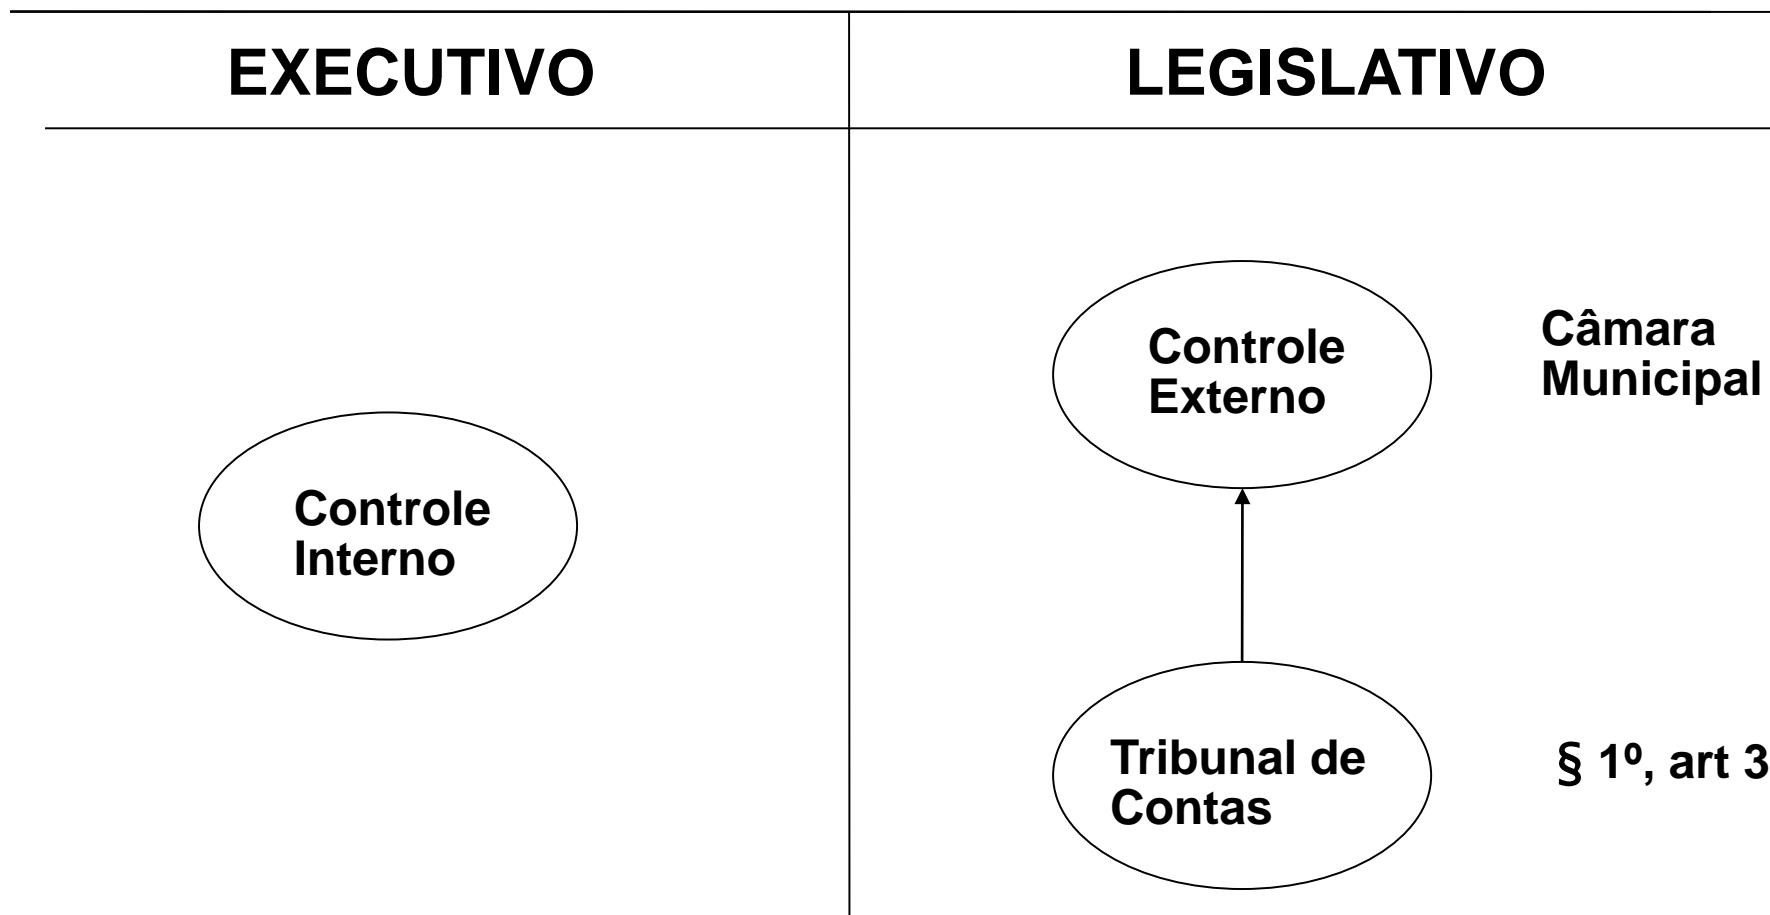 EXECUTIVO
LEGISLATIVO
Controle
Externo
Câmara
Municipal
Controle
Interno
Tribunal de
Contas
§ 1º, art 3